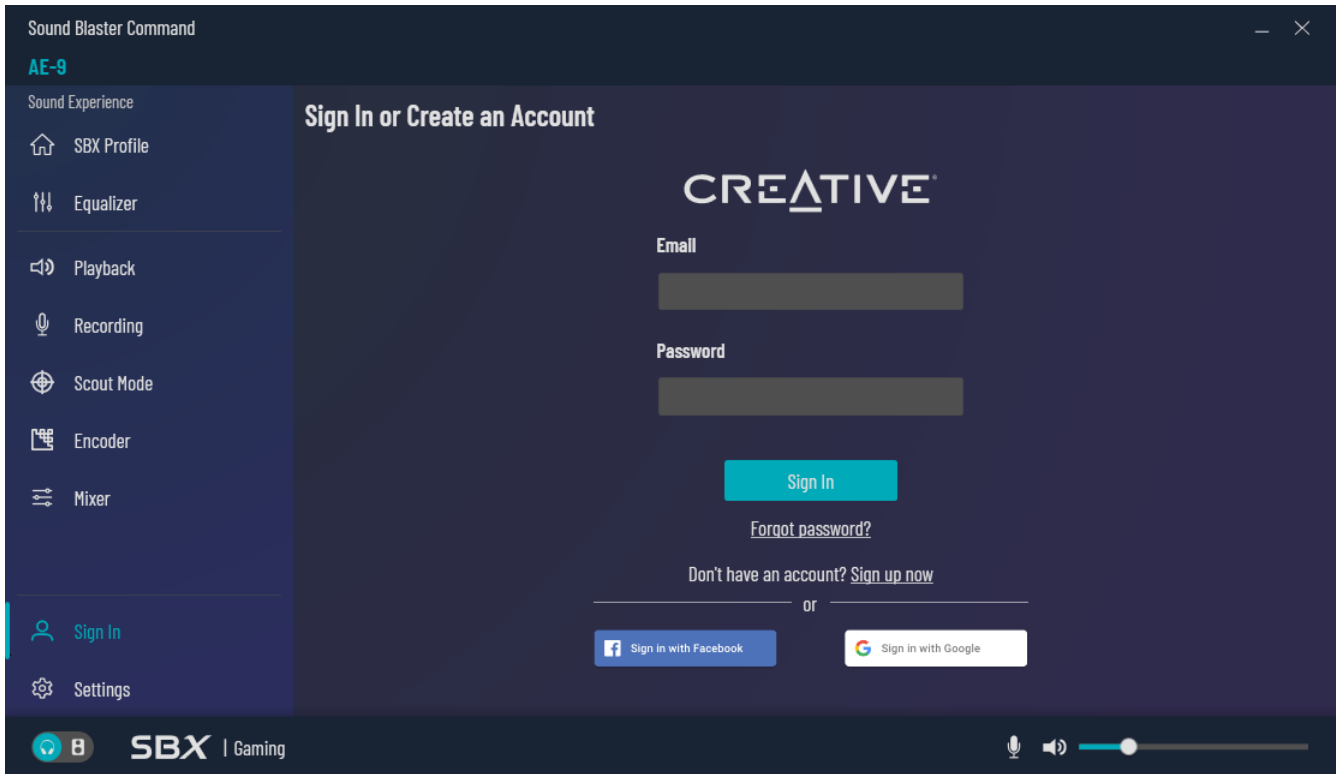 Sound Blaster Command
AE-9
Sound Experience
SBX Profile
Equalizer
Playback
Recording
Scout Mode
Encoder
Mixer
Sign In
Settings
Sign In or Create an Account
CREATIVE
Email
Password
Sign In
Forgot password?
Don't have an account? Sign up now
or
Sign in with Facebook
Sign in with Google
SBX | Gaming